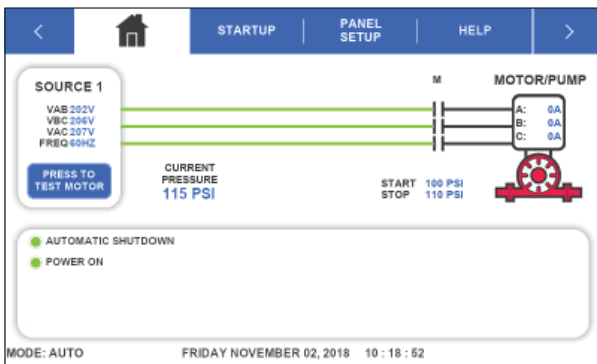 STARTUP
PANEL
SETUP
HELP
SOURCE 1
VAB 202V
VBC 206V
VAC 207V
FREQ 60HZ
PRESS TO
TEST MOTOR
CURRENT
PRESSURE
115 PSI
M
MOTOR/PUMP
A: 0A
B: 0A
C: 0A
START 100 PSI
STOP 110 PSI
AUTOMATIC SHUTDOWN
POWER ON
MODE: AUTO FRIDAY NOVEMBER 02, 2018 10 : 18 : 52